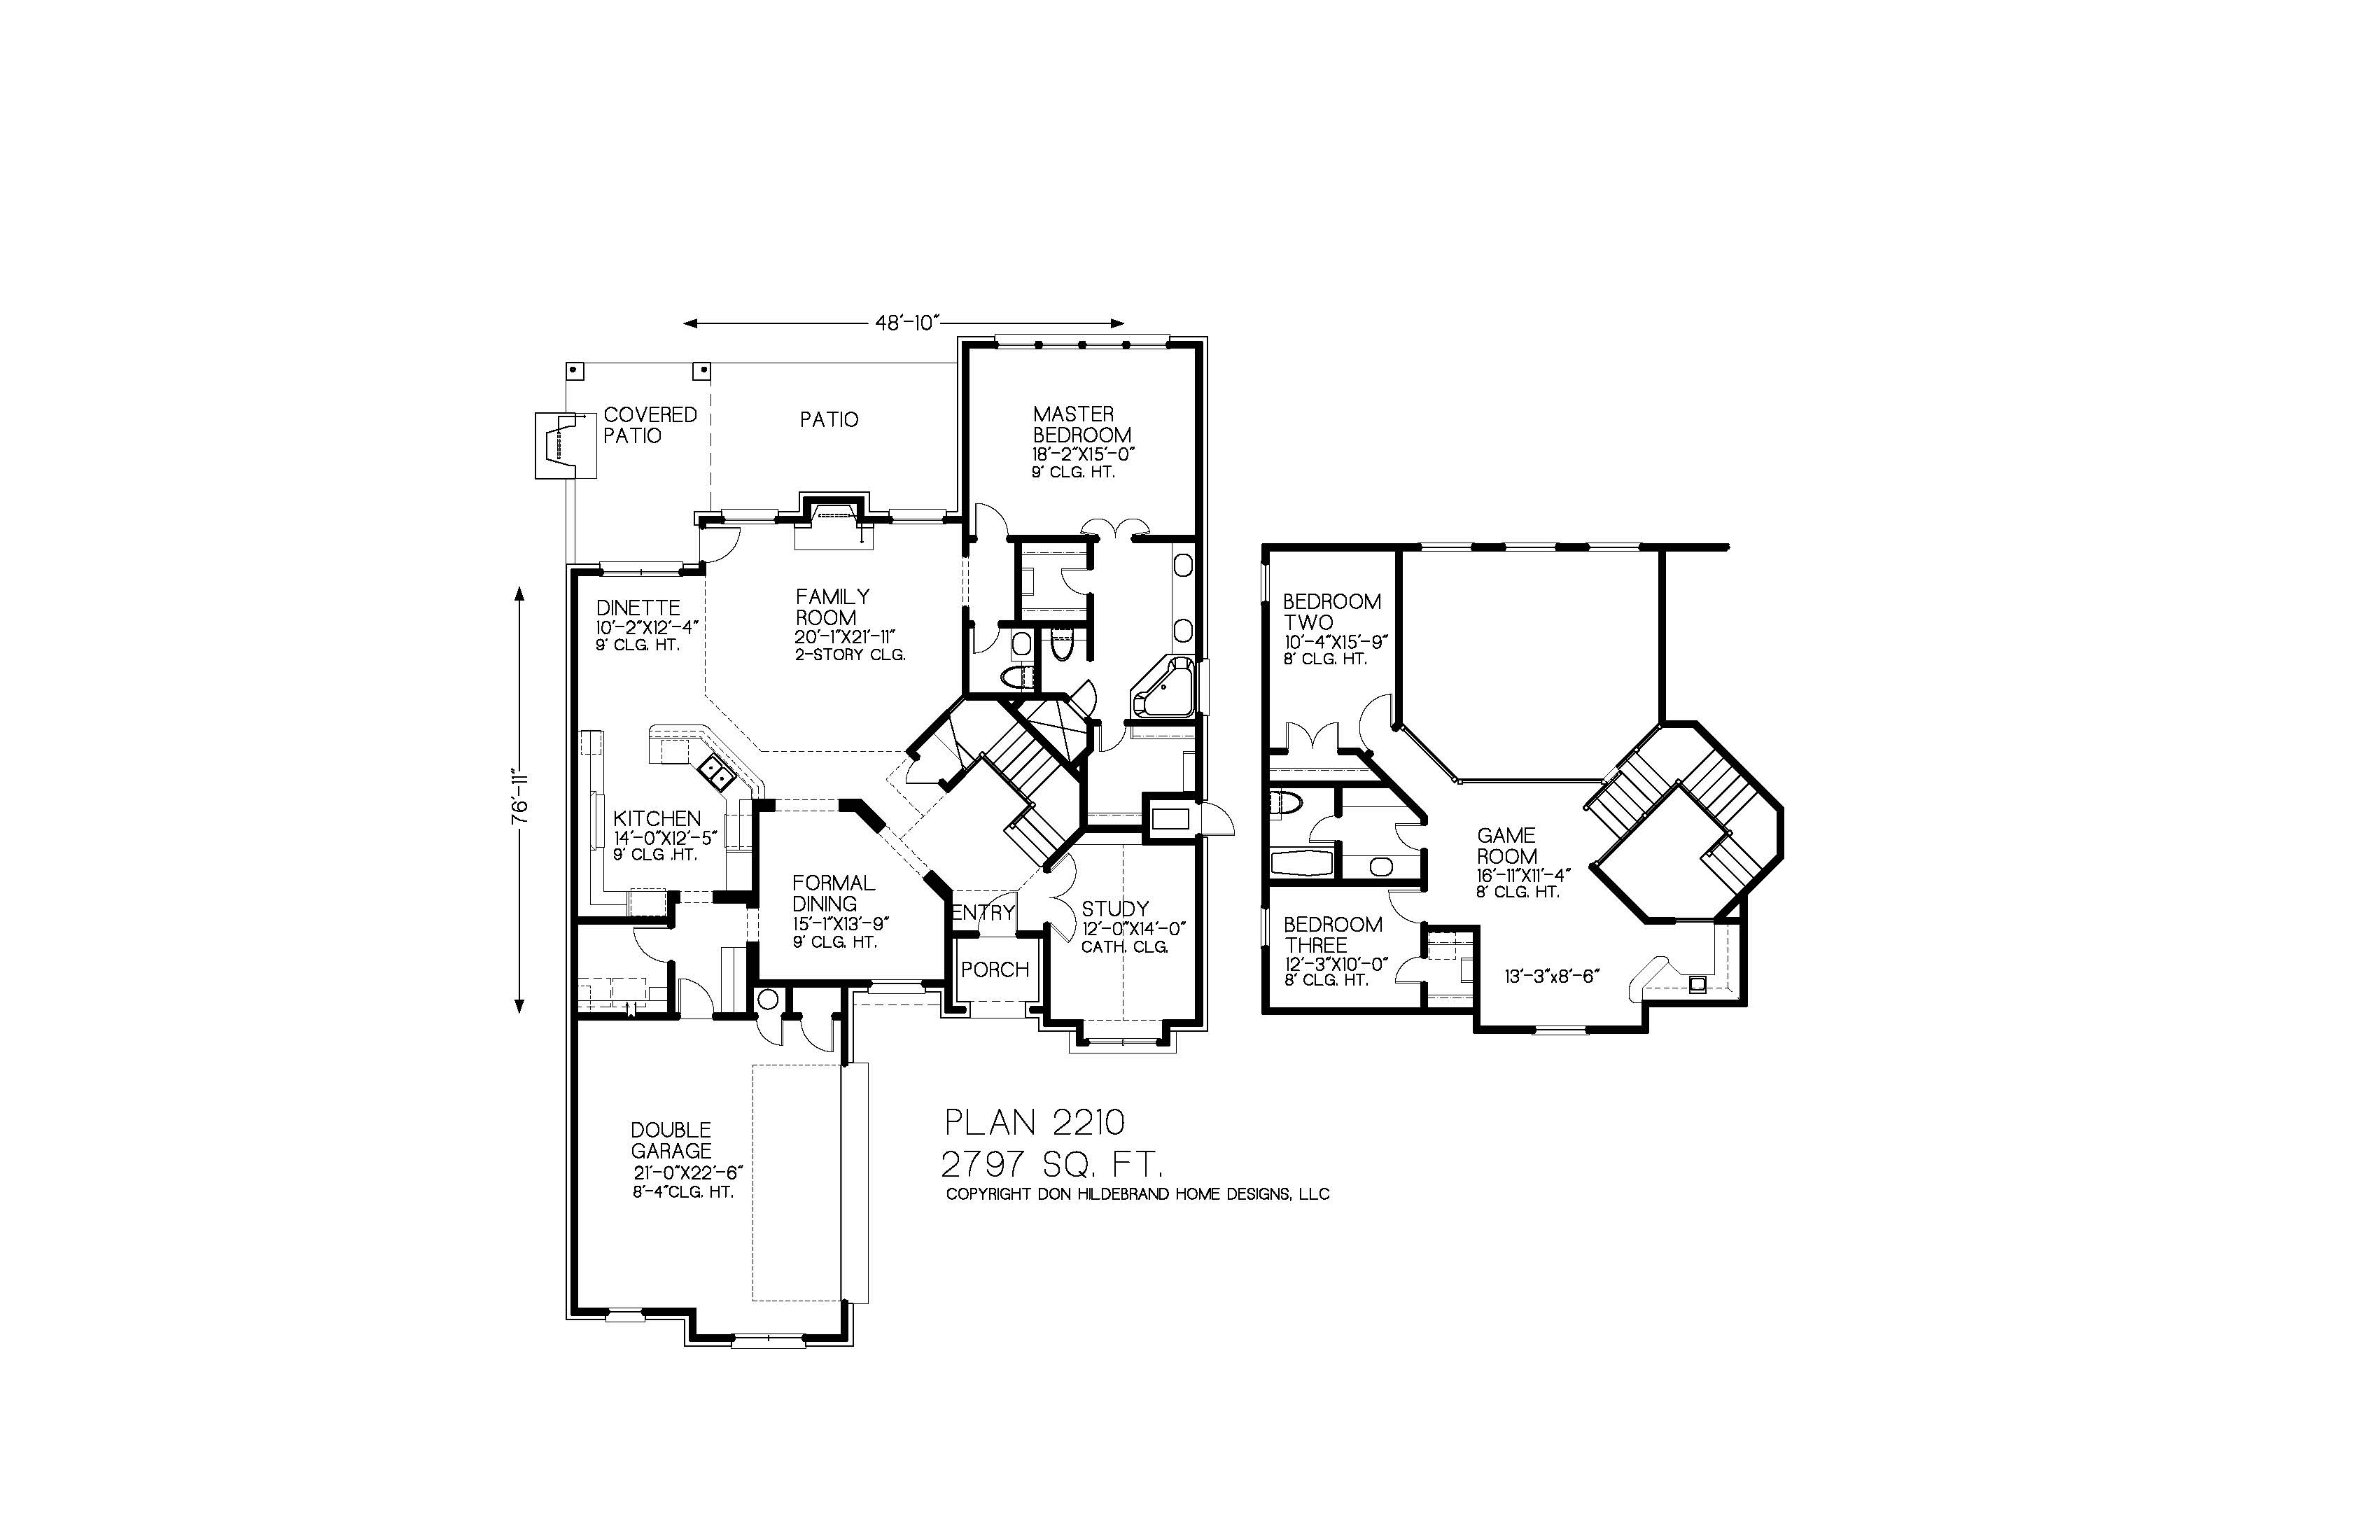 48'-10"
COVERED
PATIO
PATIO
MASTER
BEDROOM
18'-2"X15'-0"
9' CLG. HT.
DINETTE
10'-2"X12'-4"
9' CLG. HT.
FAMILY
ROOM
20'-1"X21'-11"
2-STORY CLG.
76'-11"
KITCHEN
14'-0"X12'-5"
9' CLG .HT.
FORMAL
DINING
15'-1"X13'-9"
9' CLG. HT.
ENTRY
STUDY
12'-0"X14'-0"
CATH. CLG.
PORCH
DOUBLE
GARAGE
21'-0"X22'-6"
8'-4"CLG. HT.
BEDROOM
TWO
10'-4"X15'-9"
8' CLG. HT.
GAME
ROOM
16'-11"X11'-4"
8' CLG. HT.
BEDROOM
THREE
12'-3"X10'-0"
8' CLG. HT.
13'-3"x8'-6"
PLAN 2210
2797 SQ. FT.
COPYRIGHT DON HILDEBRAND HOME DESIGNS, LLC